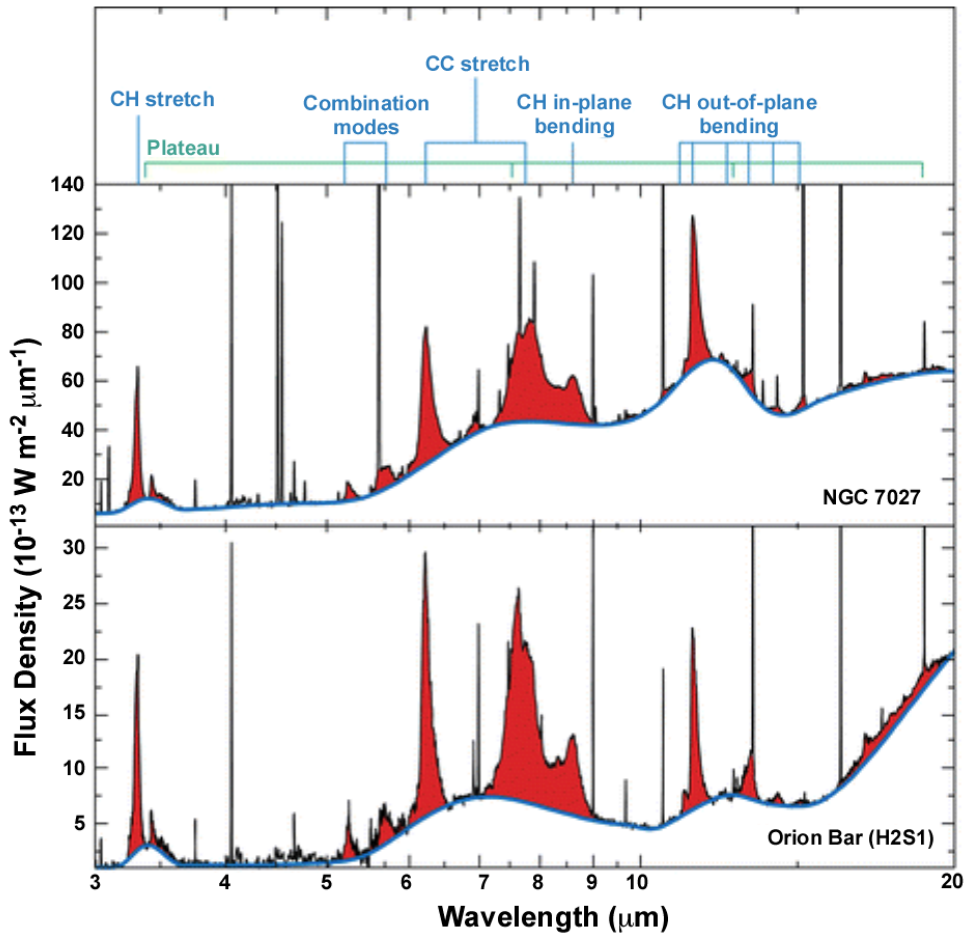 CC stretch
CH stretch
Combination
modes
CH in-plane
bending
CH out-of-plane
bending
Plateau
140
120
100
80
60
40
20
NGC 7027
30
25
20
15
10
5
Orion Bar (H2S1)
3 4 5 6 7 8 9 10 20
Wavelength (μm)
Flux Density (10-13 W m-2 μm-1)